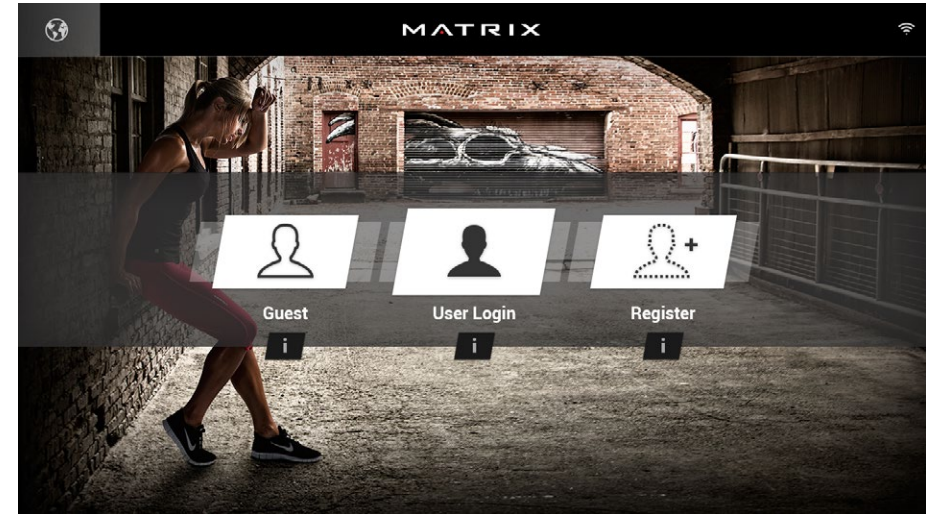 MATRIX
Guest
User Login
Register
i
i
i